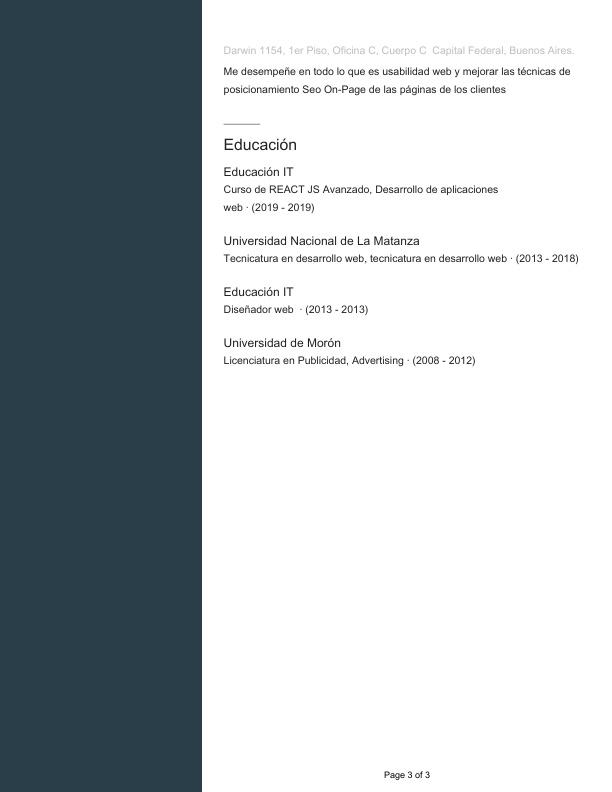 Darwin 1154, 1er Piso, Oficina C, Cuerpo C  Capital Federal, Buenos Aires.
Me desempeñe en todo lo que es usabilidad web y mejorar las técnicas de
posicionamiento Seo On-Page de las páginas de los clientes
Educación
Educación IT
Curso de REACT JS Avanzado, Desarrollo de aplicaciones
web · (2019 - 2019)
Universidad Nacional de La Matanza
Tecnicatura en desarrollo web, tecnicatura en desarrollo web · (2013 - 2018)
Educación IT
Diseñador web  · (2013 - 2013)
Universidad de Morón
Licenciatura en Publicidad, Advertising · (2008 - 2012)
Page 3 of 3